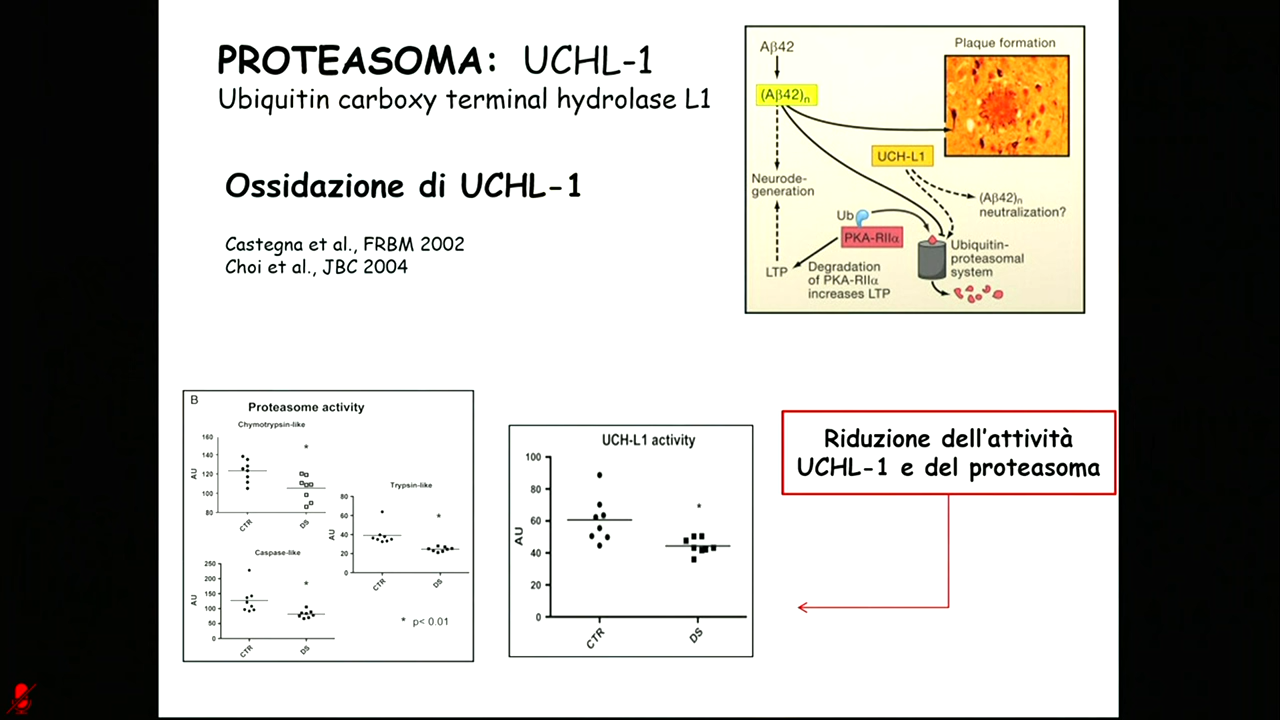 PROTEASOMA: UCHL-1
Ubiquitin carboxy terminal hydrolase L1
Ossidazione di UCHL-1
Castegna et al., FRBM 2002
Choi et al., JBC 2004
Aβ42
Plaque formation
(Aβ42)n
UCH-L1
Neurode-
generation
(Aβ42)n
neutralization?
Ub
PKA-RIIα
Ubiquitin-
proteasomal
system
LTP
Degradation
of PKA-RIIα
increases LTP
B
Proteasome activity
Chymotrypsin-like
AU
160
140
120
100
80
*
CTR
DS
Trypsin-like
AU
80
60
40
20
0
*
CTR
DS
Caspase-like
AU
250
200
150
100
50
0
*
CTR
DS
* p< 0.01
UCH-L1 activity
AU
100
80
60
40
20
0
*
CTR
DS
Riduzione dell'attività
UCHL-1 e del proteasoma